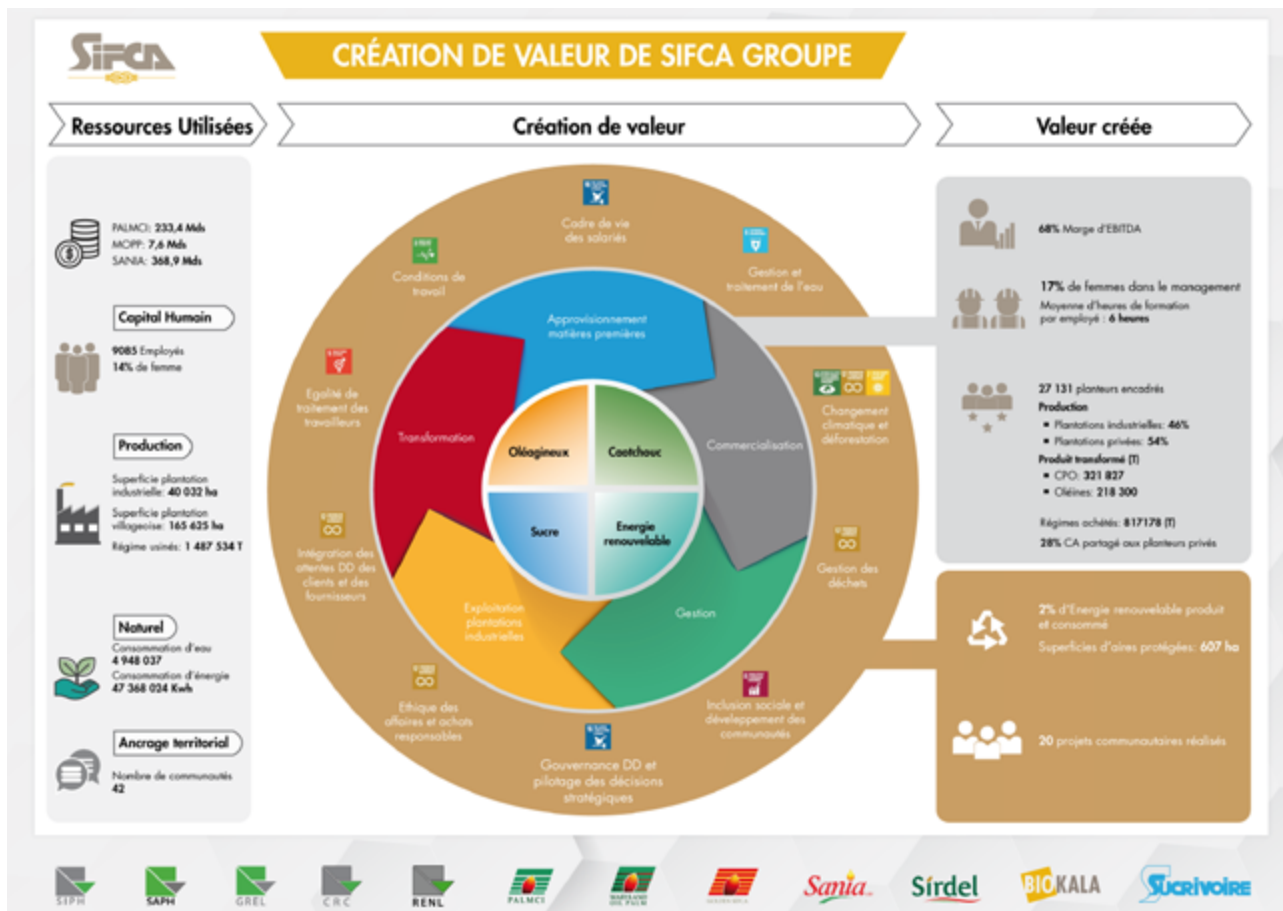 SIFCA
CRÉATION DE VALEUR DE SIFCA GROUPE
Ressources Utilisées
Création de valeur
Valeur créée
PALMCI: 233,4 Mds
MOPP: 7,6 Mds
SANIA: 368,9 Mds
Capital Humain
9085 Employés
14% de femme
Production
Superficie plantation
industrielle: 40 032 ha
Superficie plantation
villageoise: 165 625 ha
Régime usinés: 1 487 534 T
Naturel
Consommation d'eau
4 948 037
Consommation d'énergie
47 368 024 Kwh
Ancrage territorial
Nombre de communautés
42
Cadre de vie
des salariés
Gestion et
traitement de l'eau
Changement
climatique et
déforestation
Gestion des
déchets
Inclusion sociale et
développement des
communautés
Gouvernance DD et
pilotage des décisions
stratégiques
Ethique des
affaires et achats
responsables
Intégration des
attentes DD des
clients et des
fournisseurs
Egalité de
traitement des
travailleurs
Conditions de
travail
Approvisionnement
matières premières
Commercialisation
Gestion
Exploitation
plantations
industrielles
Transformation
Oléagineux
Caotchouc
Sucre
Energie
renouvelable
68% Marge d'EBITDA
17% de femmes dans le management
Moyenne d'heures de formation
par employé : 6 heures
27 131 planteurs encadrés
Production
Plantations industrielles: 46%
Plantations privées: 54%
Produit transformé (T)
CPO: 321 827
Oléines: 218 300
Régimes achétés: 817178 (T)
28% CA partagé aux planteurs privés
2% d'Energie renouvelable produit
et consommé
Superficies d'aires protégées: 607 ha
20 projets communautaires réalisés
SIPH
SAPH
GREL
CRC
RENL
PALMCI
MARYLAND
OIL PALM
GOLDEN SIFCA
Sania
Sirdel
BIOKALA
SUCRIVOIRE